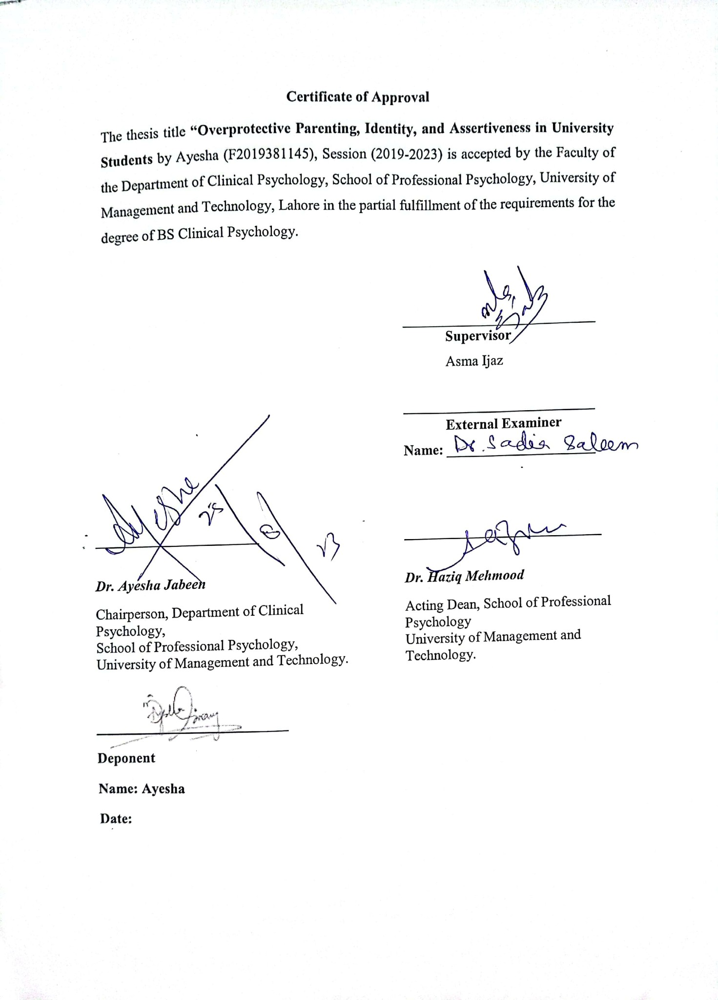 Certificate of Approval
The thesis title “Overprotective Parenting, Identity, and Assertiveness in University
Students by Ayesha (F2019381145), Session (2019-2023) is accepted by the Faculty of
the Department of Clinical Psychology, School of Professional Psychology, University of
Management and Technology, Lahore in the partial fulfillment of the requirements for the
degree of BS Clinical Psychology.
Supervisor
Asma Ijaz
External Examiner
Name: Dr. Sadia Saleem
Ayesha
Dr. Ayesha Jabeen
Chairperson, Department of Clinical
Psychology,
School of Professional Psychology,
University of Management and Technology.
Dr. Haziq Mehmood
Acting Dean, School of Professional
Psychology
University of Management and
Technology.
Deponent
Name: Ayesha
Date: